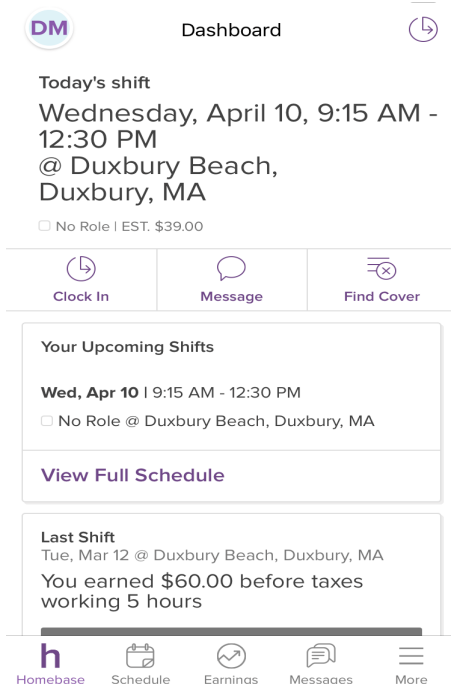 DM
Dashboard
Today's shift
Wednesday, April 10, 9:15 AM -
12:30 PM
@ Duxbury Beach,
Duxbury, MA
No Role | EST. $39.00
Clock In
Message
Find Cover
Your Upcoming Shifts
Wed, Apr 10 | 9:15 AM - 12:30 PM
No Role @ Duxbury Beach, Duxbury, MA
View Full Schedule
Last Shift
Tue, Mar 12 @ Duxbury Beach, Duxbury, MA
You earned $60.00 before taxes
working 5 hours
h
Homebase
Schedule
Earnings
Messages
More